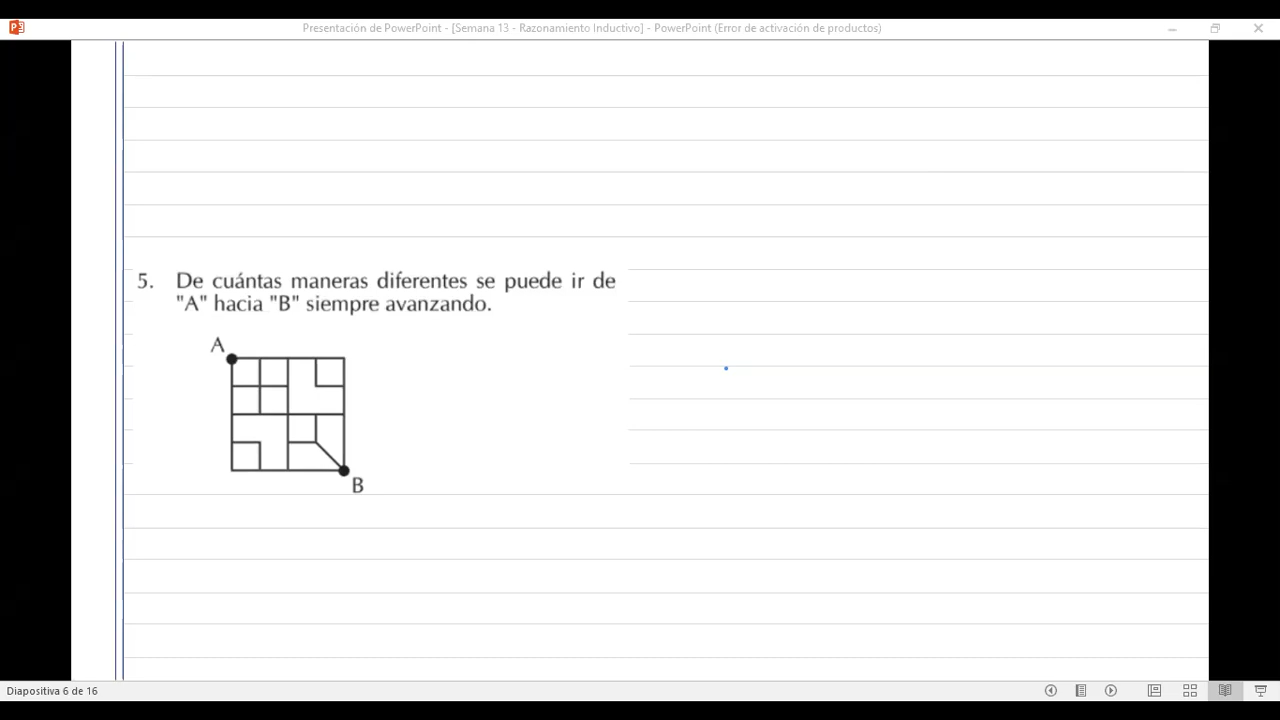 Presentación de PowerPoint - [Semana 13 - Razonamiento Inductivo] - PowerPoint (Error de activación de productos)
5. De cuántas maneras diferentes se puede ir de
"A" hacia "B" siempre avanzando.
A
B
Diapositiva 6 de 16